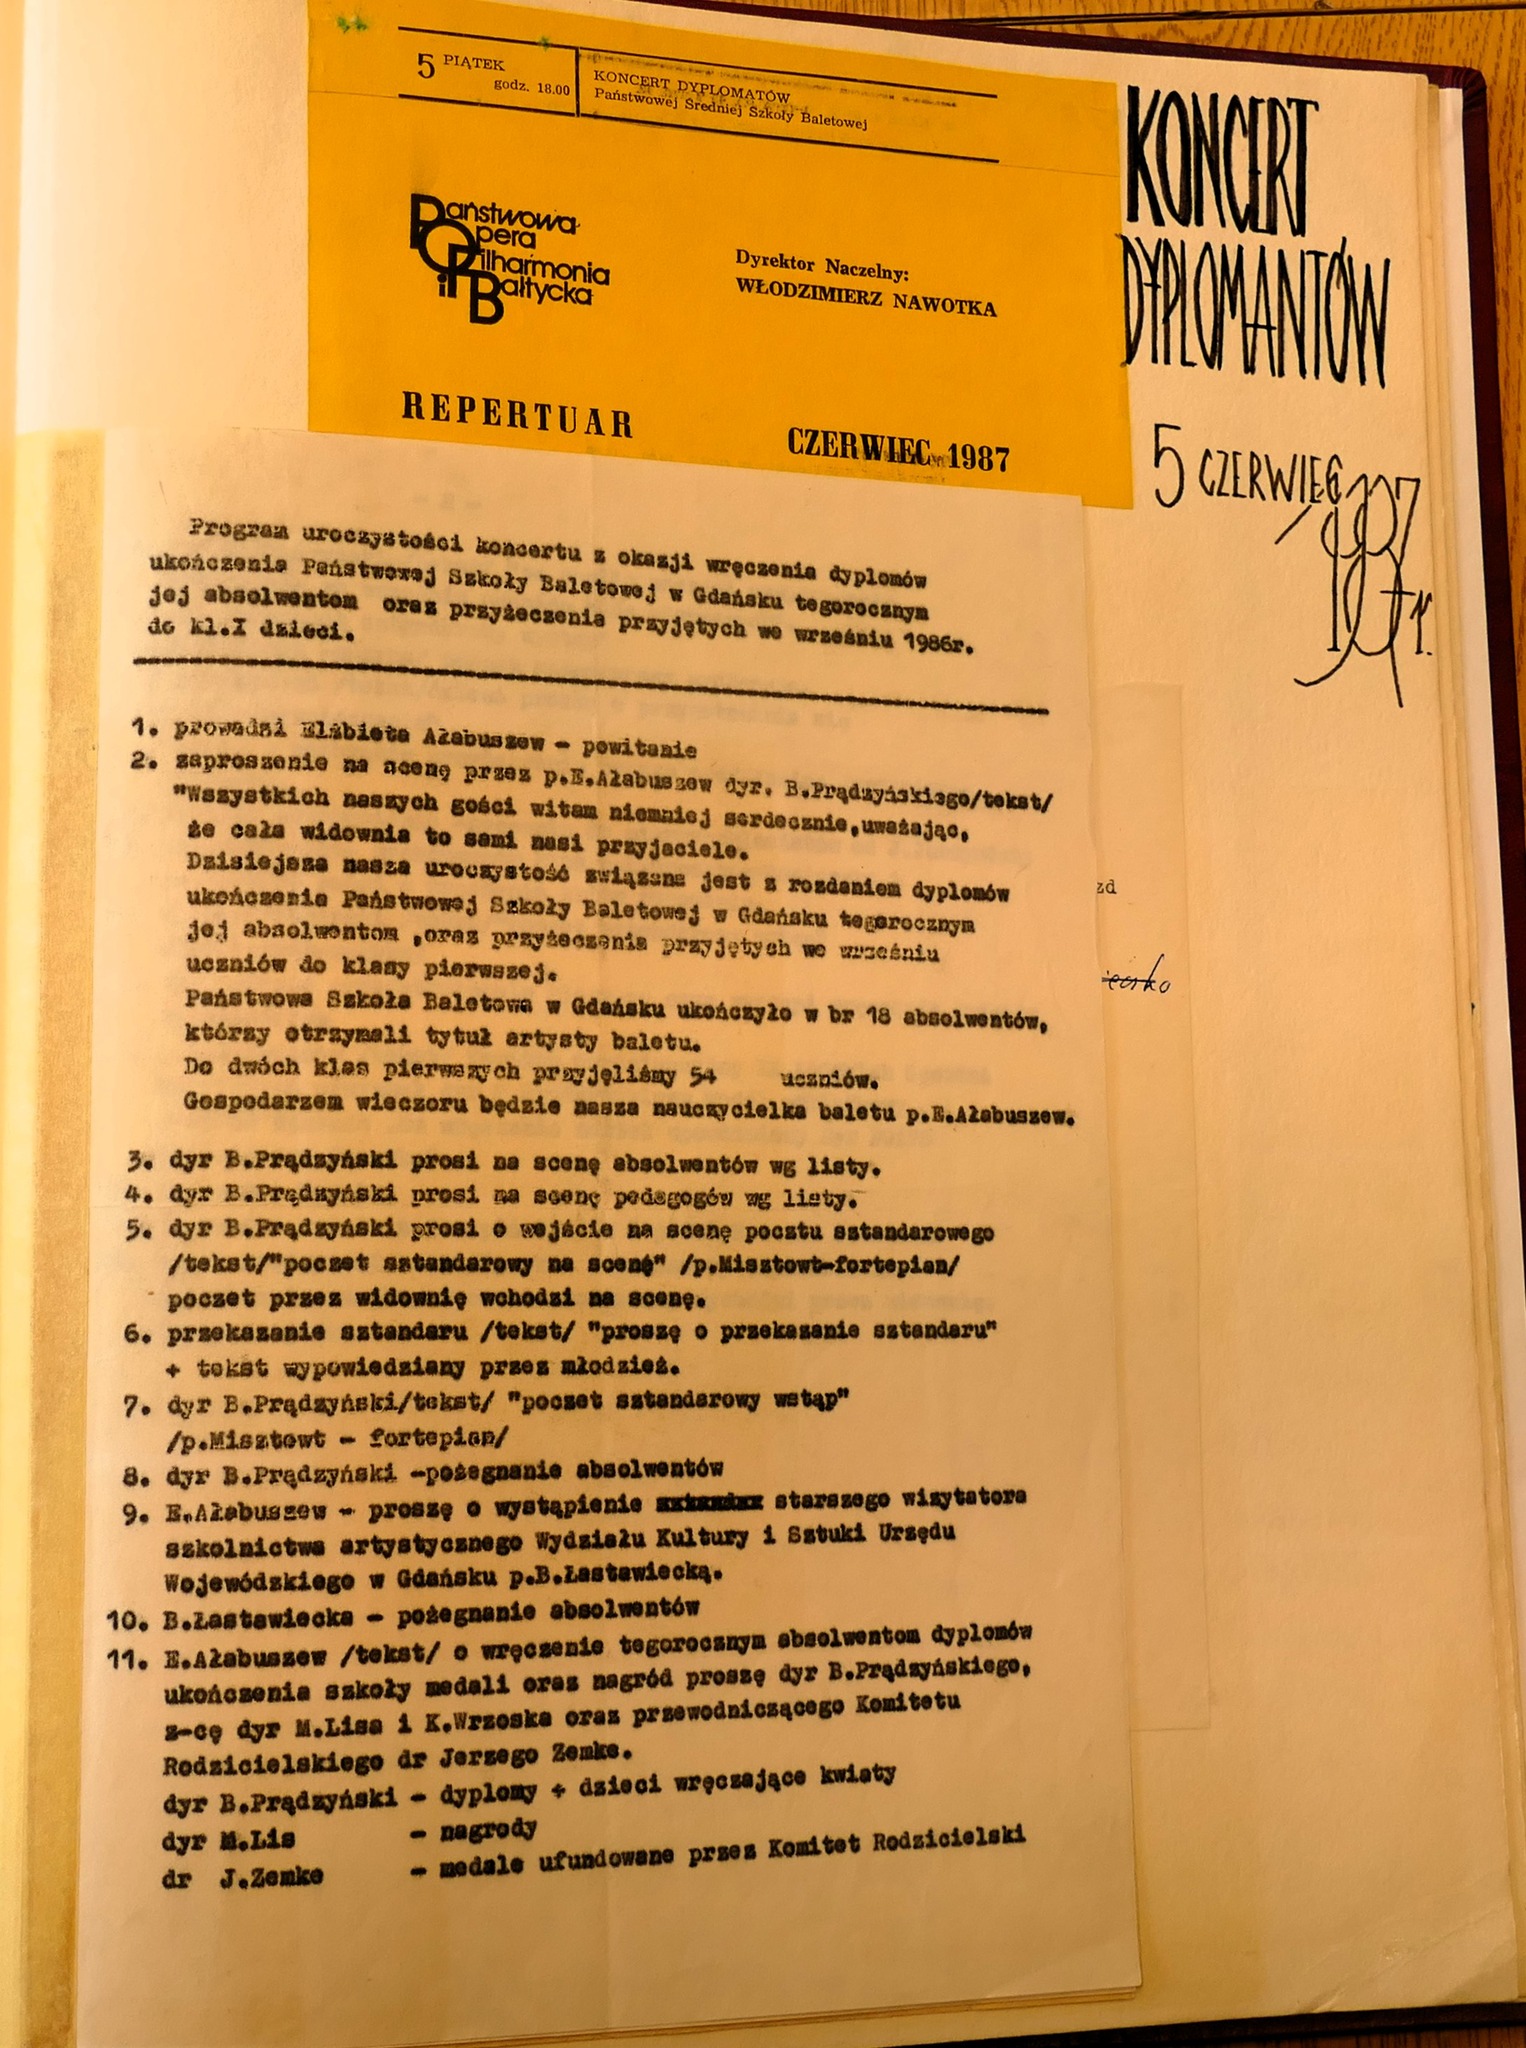 5 PIĄTEK
godz. 18.00
KONCERT DYPLOMATÓW
Państwowej Sredniej Szkoły Baletowej
Państwowa
Opera
i Filharmonia
Bałtycka
Dyrektor Naczelny:
WŁODZIMIERZ NAWOTKA
REPERTUAR
CZERWIEC 1987
KONCERT
DYPLOMANTÓW
5 CZERWIEC
1987 r.
Program uroczystości koncertu z okazji wręczenia dyplomów
ukończenia Państwowej Szkoły Baletowej w Gdańsku tegorocznym
jej absolwentom oraz przyżeczenia przyjętych we wrześniu 1986r.
do kl.I dzieci.
1. prowadzi Elżbieta Ałabuszew - powitanie
2. zaproszenie na scenę przez p.E.Ałabuszew dyr. B.Prądzyńskiego/tekst/
"Wszystkich naszych gości witam niemniej serdecznie,uważając,
że cała widownia to sami nasi przyjaciele.
Dzisiejsza nasza uroczystość związana jest z rozdaniem dyplomów
ukończenia Państwowej Szkoły Baletowej w Gdańsku tegorocznym
jej absolwentom ,oraz przyżeczenia przyjętych we wrześniu
uczniów do klasy pierwszej.
Państwowa Szkoła Baletowa w Gdańsku ukończyło w br 18 absolwentów,
którzy otrzymali tytuł artysty baletu.
Do dwóch klas pierwszych przyjęliśmy 54 uczniów.
Gospodarzem wieczoru będzie nasza nauczycielka baletu p.E.Ałabuszew.
3. dyr B.Prądzyński prosi na scenę absolwentów wg listy.
4. dyr B.Prądzyński prosi na scenę pedagogów wg listy.
5. dyr B.Prądzyński prosi o wejście na scenę pocztu sztandarowego
/tekst/"poczet sztandarowy na scenę" /p.Misztowt-fortepian/
poczet przez widownię wchodzi na scenę.
6. przekazanie sztandaru /tekst/ "proszę o przekazanie sztandaru"
+ tekst wypowiedziany przez młodzież.
7. dyr B.Prądzyński/tekst/ "poczet sztandarowy wstąp"
/p.Misztowt - fortepian/
8. dyr B.Prądzyński -pożegnanie absolwentów
9. E.Ałabuszew - proszę o wystąpienie starszego wizytatora
szkolnictwa artystycznego Wydziału Kultury i Sztuki Urzędu
Wojewódzkiego w Gdańsku p.B.Łastawiecką.
10. B.Łastawiecka - pożegnanie absolwentów
11. E.Ałabuszew /tekst/ o wręczenie tegorocznym absolwentom dyplomów
ukończenia szkoły medali oraz nagród proszę dyr B.Prądzyńskiego,
z-cę dyr M.Lisa i K.Wrzoska oraz przewodniczącego Komitetu
Rodzicielskiego dr Jerzego Zemke.
dyr B.Prądzyński - dyplomy + dzieci wręczające kwiaty
dyr M.Lis - nagrody
dr J.Zemke - medale ufundowane przez Komitet Rodzicielski
zd